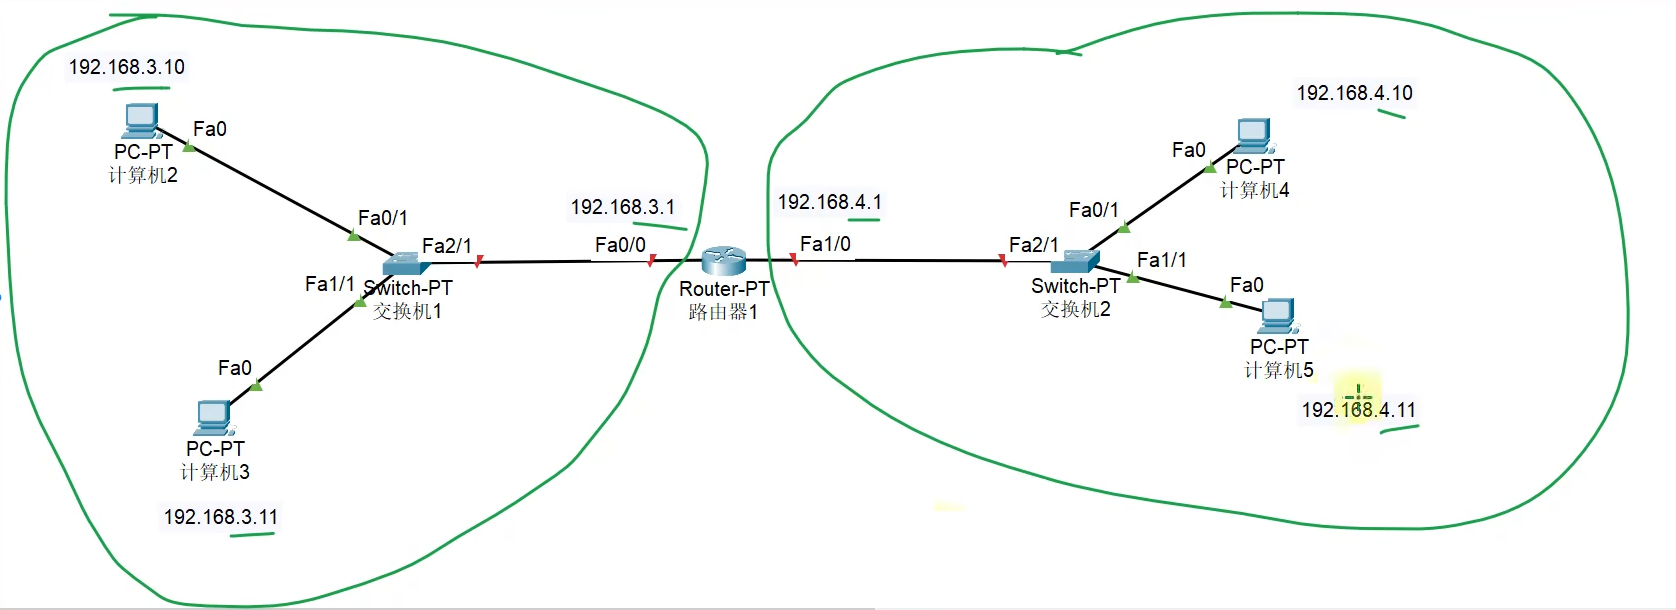 192.168.3.10
Fa0
PC-PT
计算机2
Fa0/1
Fa2/1
Fa1/1
Switch-PT
交换机1
Fa0
PC-PT
计算机3
192.168.3.11
192.168.3.1
Fa0/0
Router-PT
路由器1
192.168.4.1
Fa1/0
192.168.4.10
Fa0
PC-PT
计算机4
Fa0/1
Fa2/1
Fa1/1
Switch-PT
交换机2
Fa0
PC-PT
计算机5
192.168.4.11